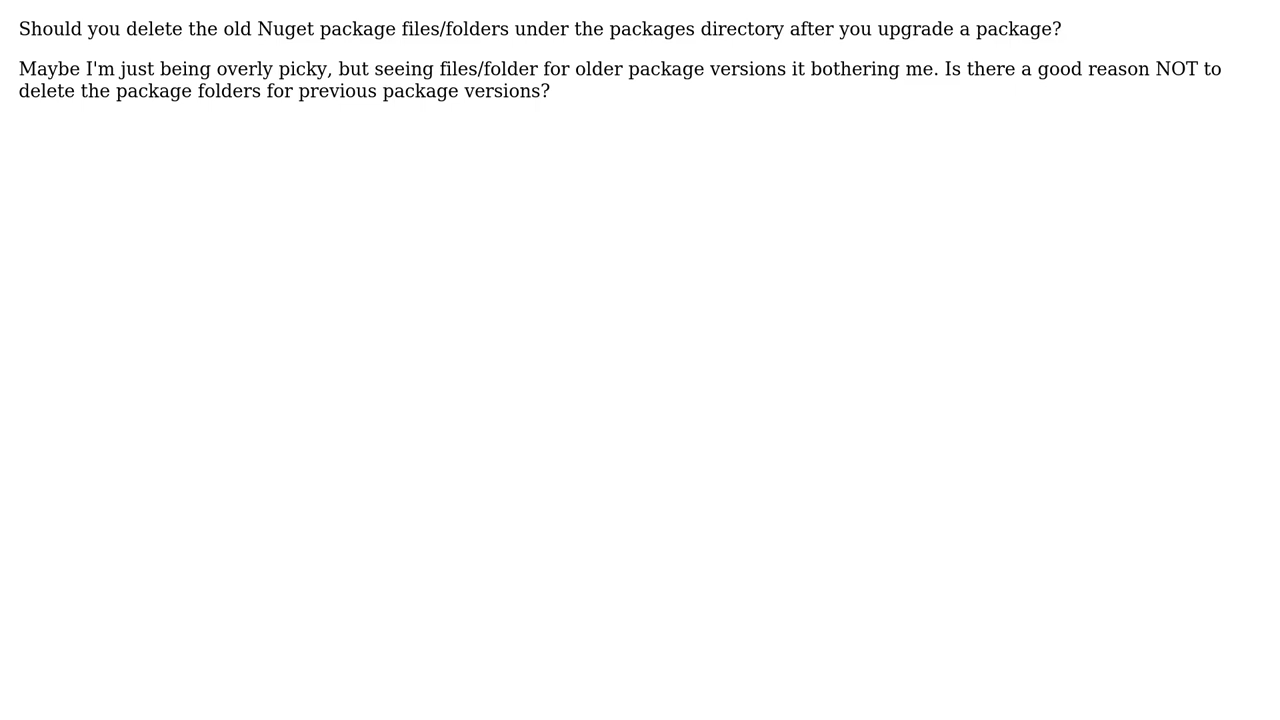 Should you delete the old Nuget package files/folders under the packages directory after you upgrade a package?
Maybe I'm just being overly picky, but seeing files/folder for older package versions it bothering me. Is there a good reason NOT to
delete the package folders for previous package versions?